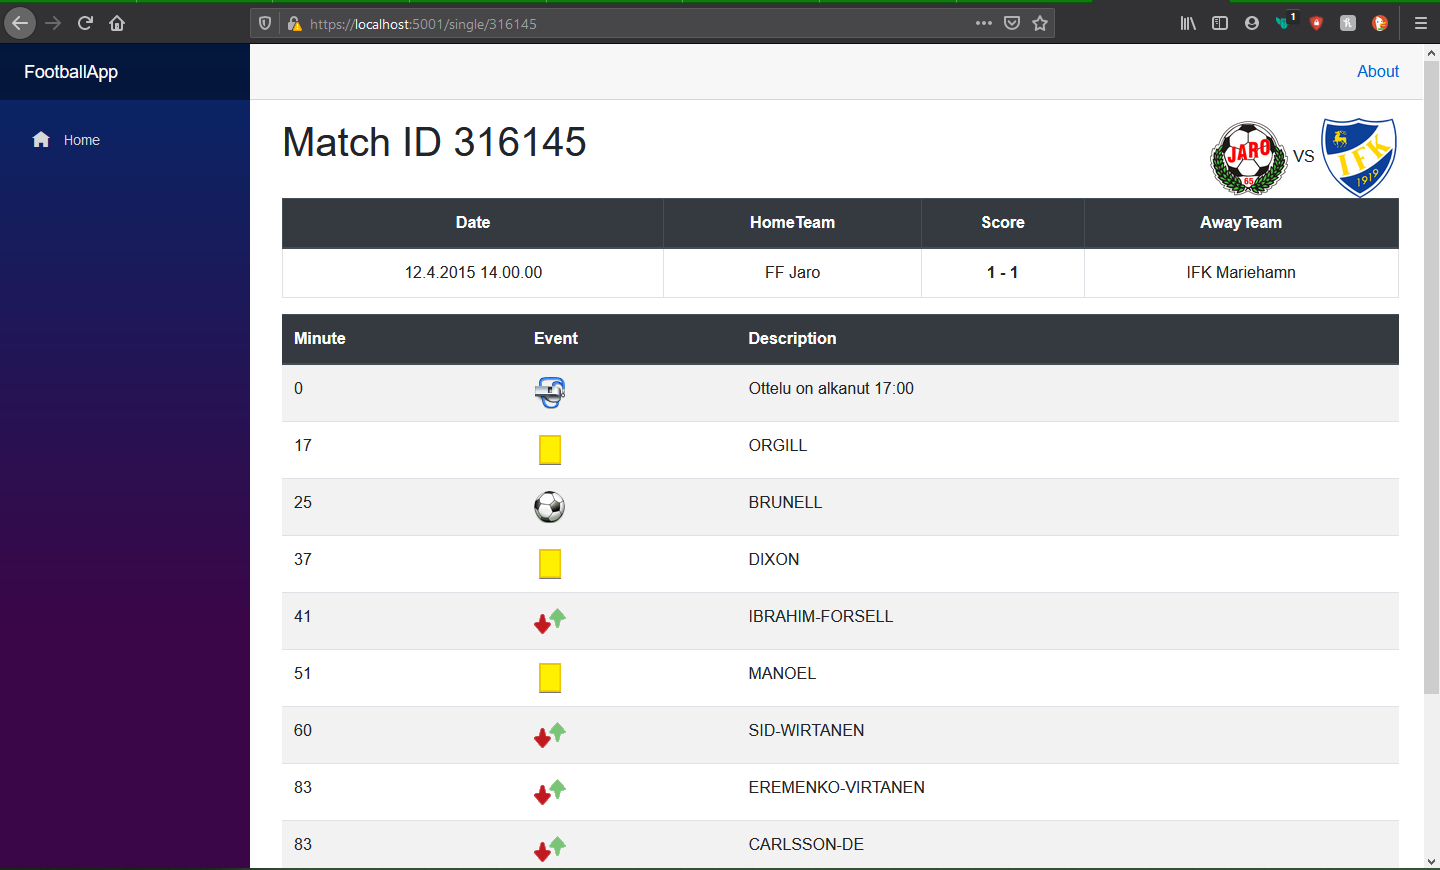 https://localhost:5001/single/316145
1
FootballApp
About
Home
Match ID 316145
JARO
65
VS
IFK
1919
Date HomeTeam Score AwayTeam
12.4.2015 14.00.00 FF Jaro 1 - 1 IFK Mariehamn
Minute Event Description
0 Ottelu on alkanut 17:00
17 ORGILL
25 BRUNELL
37 DIXON
41 IBRAHIM-FORSELL
51 MANOEL
60 SID-WIRTANEN
83 EREMENKO-VIRTANEN
83 CARLSSON-DE